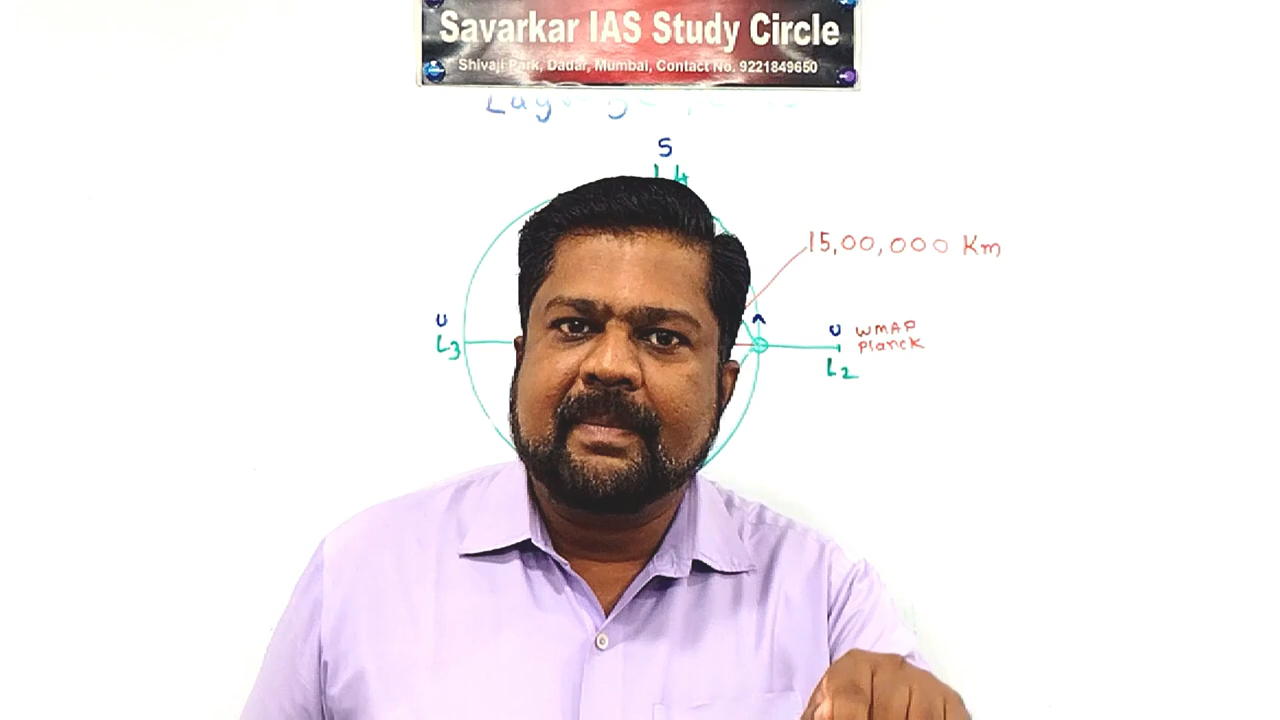 Savarkar IAS Study Circle
Shivaji Park, Dadar, Mumbai, Contact No. 9221849650
S
L4
15,00,000 Km
U
L3
U WMAP
Planck
L2